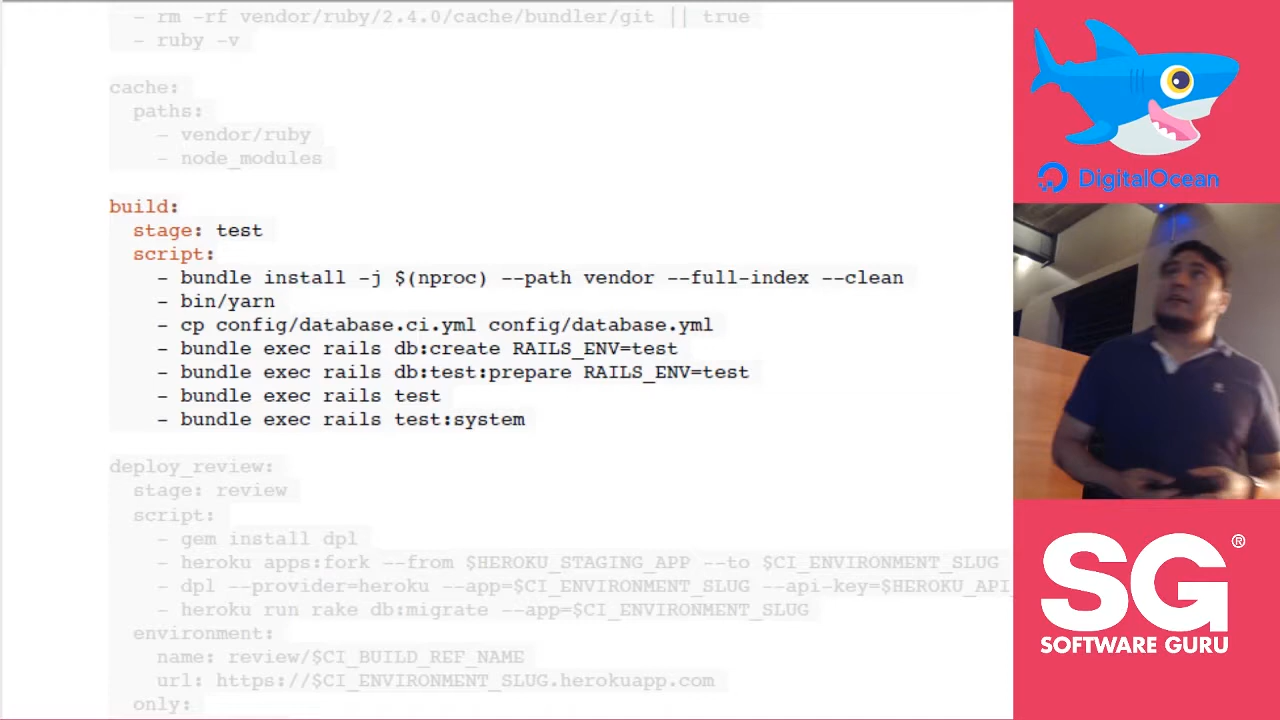 - rm -rf vendor/ruby/2.4.0/cache/bundler/git || true
- ruby -v
cache:
paths:
- vendor/ruby
- node_modules
build:
stage: test
script:
- bundle install -j $(nproc) --path vendor --full-index --clean
- bin/yarn
- cp config/database.ci.yml config/database.yml
- bundle exec rails db:create RAILS_ENV=test
- bundle exec rails db:test:prepare RAILS_ENV=test
- bundle exec rails test
- bundle exec rails test:system
deploy_review:
stage: review
script:
- gem install dpl
- heroku apps:fork --from $HEROKU_STAGING_APP --to $CI_ENVIRONMENT_SLUG
- dpl --provider=heroku --app=$CI_ENVIRONMENT_SLUG --api-key=$HEROKU_API_
- heroku run rake db:migrate --app=$CI_ENVIRONMENT_SLUG
environment:
name: review/$CI_BUILD_REF_NAME
url: https://$CI_ENVIRONMENT_SLUG.herokuapp.com
only:
DigitalOcean
SG®
SOFTWARE GURU